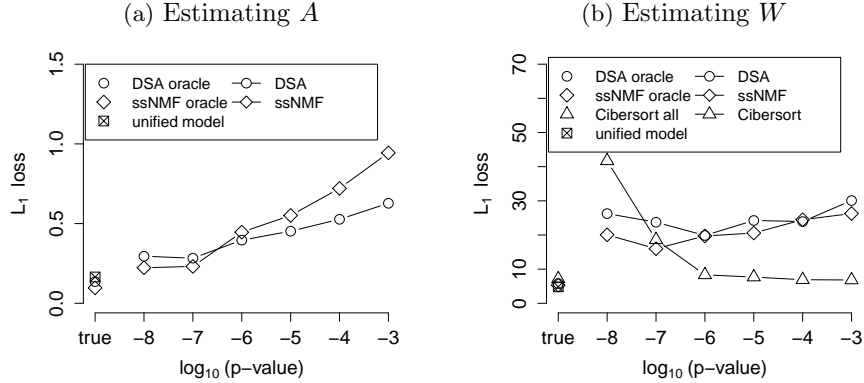 (a) Estimating A
(b) Estimating W
L1 loss
1.5
1.0
0.5
0.0
DSA oracle
DSA
ssNMF oracle
ssNMF
unified model
true
−8
−7
−6
−5
−4
−3
log10 (p−value)
L1 loss
70
50
30
20
10
0
DSA oracle
DSA
ssNMF oracle
ssNMF
Cibersort all
Cibersort
unified model
true
−8
−7
−6
−5
−4
−3
log10 (p−value)